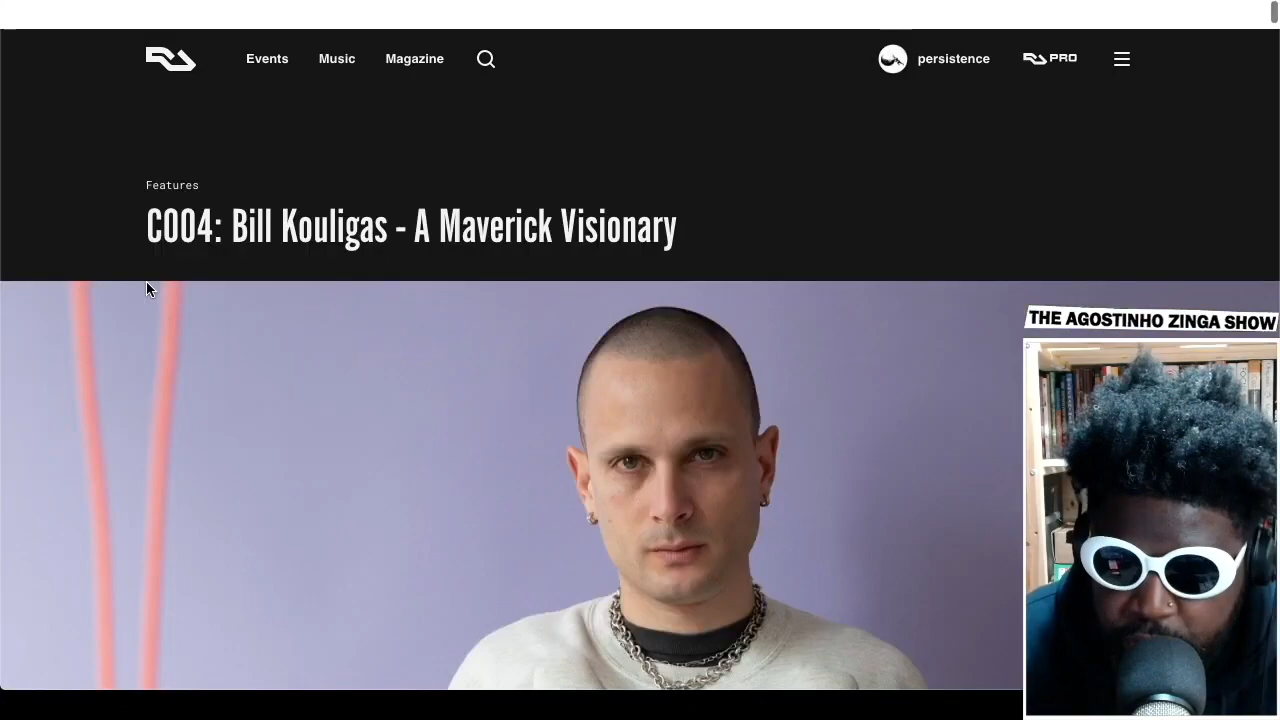 Events
Music
Magazine
persistence
PRO
Features
C004: Bill Kouligas - A Maverick Visionary
THE AGOSTINHO ZINGA SHOW